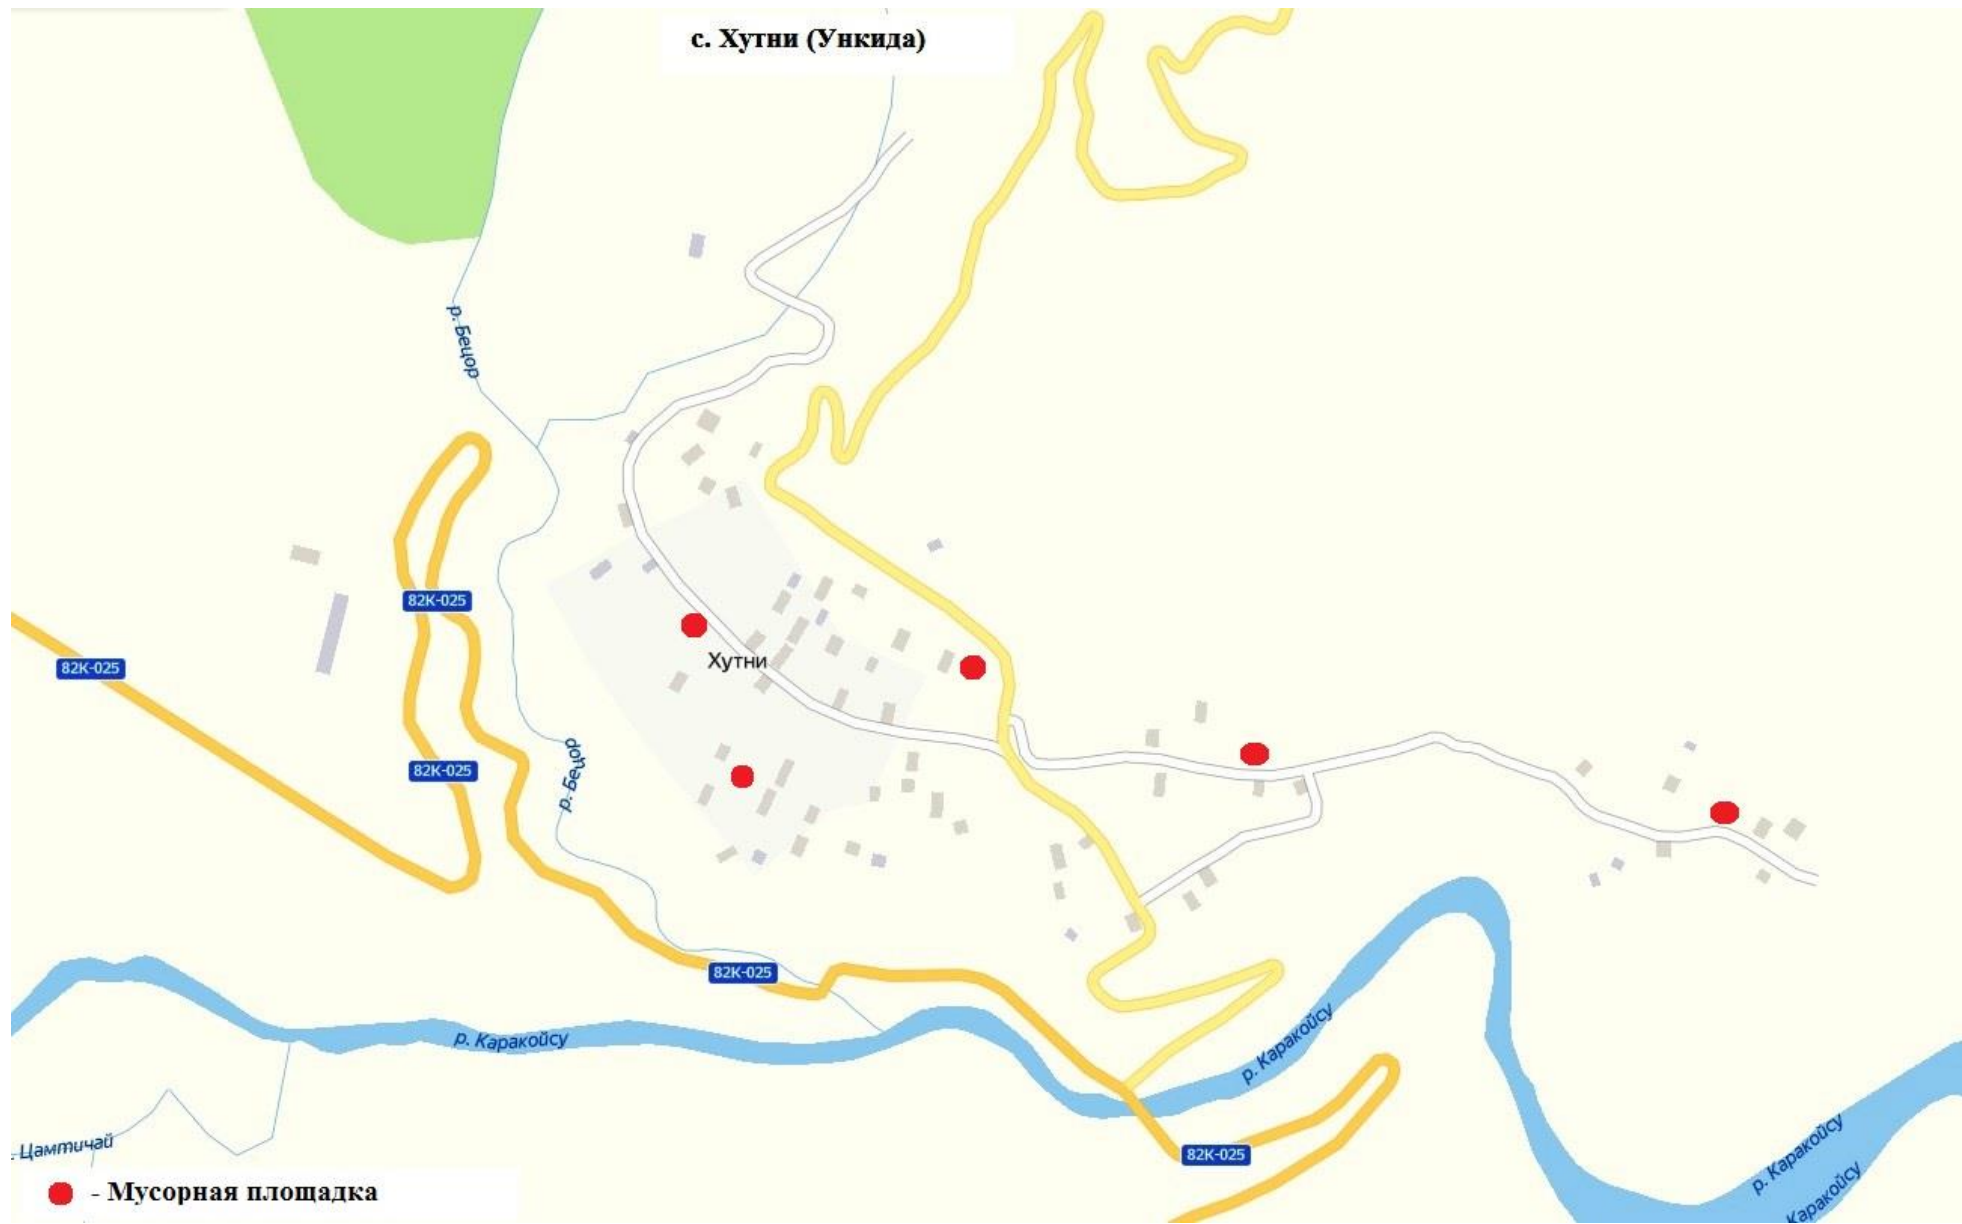 с. Хутни (Ункида)
р. Бецор
82К-025
82К-025
Хутни
82К-025
р. Бецор
82К-025
р. Каракойсу
р. Каракойсу
р. Каракойсу
Каракойсу
82К-025
. Цамтичай
- Мусорная площадка